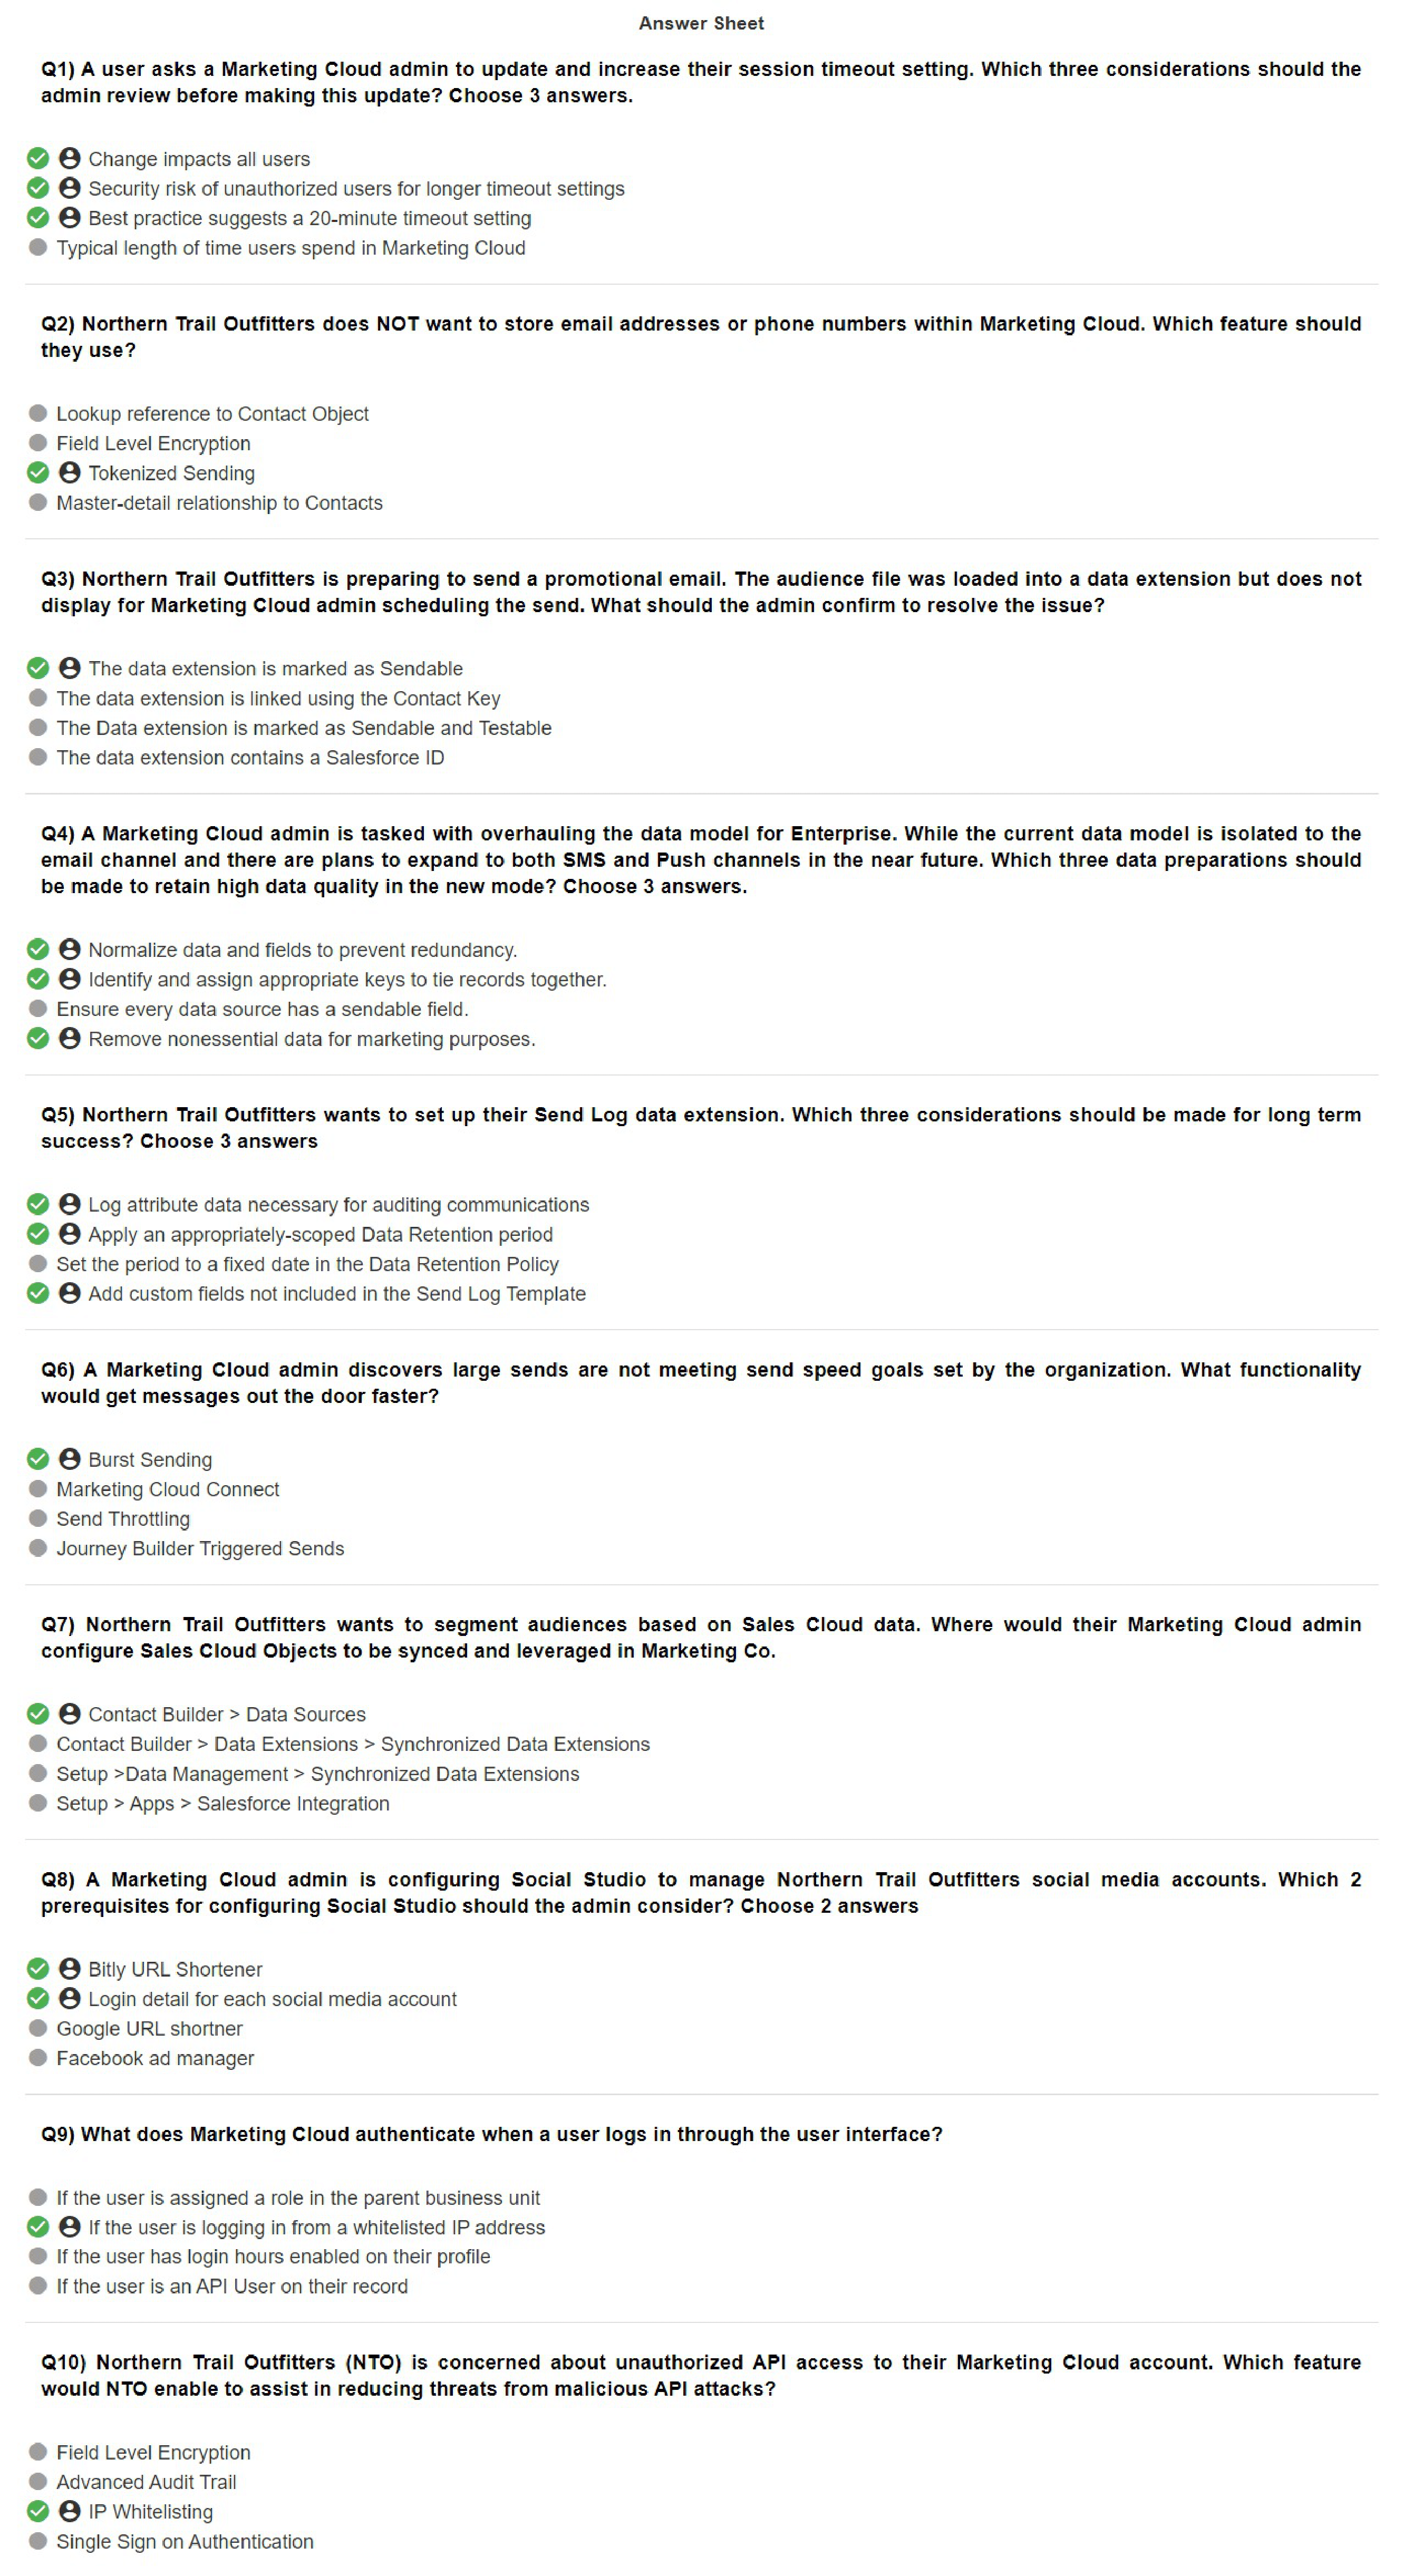 Answer Sheet
Q1) A user asks a Marketing Cloud admin to update and increase their session timeout setting. Which three considerations should the
admin review before making this update? Choose 3 answers.
Change impacts all users
Security risk of unauthorized users for longer timeout settings
Best practice suggests a 20-minute timeout setting
Typical length of time users spend in Marketing Cloud
Q2) Northern Trail Outfitters does NOT want to store email addresses or phone numbers within Marketing Cloud. Which feature should
they use?
Lookup reference to Contact Object
Field Level Encryption
Tokenized Sending
Master-detail relationship to Contacts
Q3) Northern Trail Outfitters is preparing to send a promotional email. The audience file was loaded into a data extension but does not
display for Marketing Cloud admin scheduling the send. What should the admin confirm to resolve the issue?
The data extension is marked as Sendable
The data extension is linked using the Contact Key
The Data extension is marked as Sendable and Testable
The data extension contains a Salesforce ID
Q4) A Marketing Cloud admin is tasked with overhauling the data model for Enterprise. While the current data model is isolated to the
email channel and there are plans to expand to both SMS and Push channels in the near future. Which three data preparations should
be made to retain high data quality in the new mode? Choose 3 answers.
Normalize data and fields to prevent redundancy.
Identify and assign appropriate keys to tie records together.
Ensure every data source has a sendable field.
Remove nonessential data for marketing purposes.
Q5) Northern Trail Outfitters wants to set up their Send Log data extension. Which three considerations should be made for long term
success? Choose 3 answers
Log attribute data necessary for auditing communications
Apply an appropriately-scoped Data Retention period
Set the period to a fixed date in the Data Retention Policy
Add custom fields not included in the Send Log Template
Q6) A Marketing Cloud admin discovers large sends are not meeting send speed goals set by the organization. What functionality
would get messages out the door faster?
Burst Sending
Marketing Cloud Connect
Send Throttling
Journey Builder Triggered Sends
Q7) Northern Trail Outfitters wants to segment audiences based on Sales Cloud data. Where would their Marketing Cloud admin
configure Sales Cloud Objects to be synced and leveraged in Marketing Co.
Contact Builder > Data Sources
Contact Builder > Data Extensions > Synchronized Data Extensions
Setup >Data Management > Synchronized Data Extensions
Setup > Apps > Salesforce Integration
Q8) A Marketing Cloud admin is configuring Social Studio to manage Northern Trail Outfitters social media accounts. Which 2
prerequisites for configuring Social Studio should the admin consider? Choose 2 answers
Bitly URL Shortener
Login detail for each social media account
Google URL shortner
Facebook ad manager
Q9) What does Marketing Cloud authenticate when a user logs in through the user interface?
If the user is assigned a role in the parent business unit
If the user is logging in from a whitelisted IP address
If the user has login hours enabled on their profile
If the user is an API User on their record
Q10) Northern Trail Outfitters (NTO) is concerned about unauthorized API access to their Marketing Cloud account. Which feature
would NTO enable to assist in reducing threats from malicious API attacks?
Field Level Encryption
Advanced Audit Trail
IP Whitelisting
Single Sign on Authentication